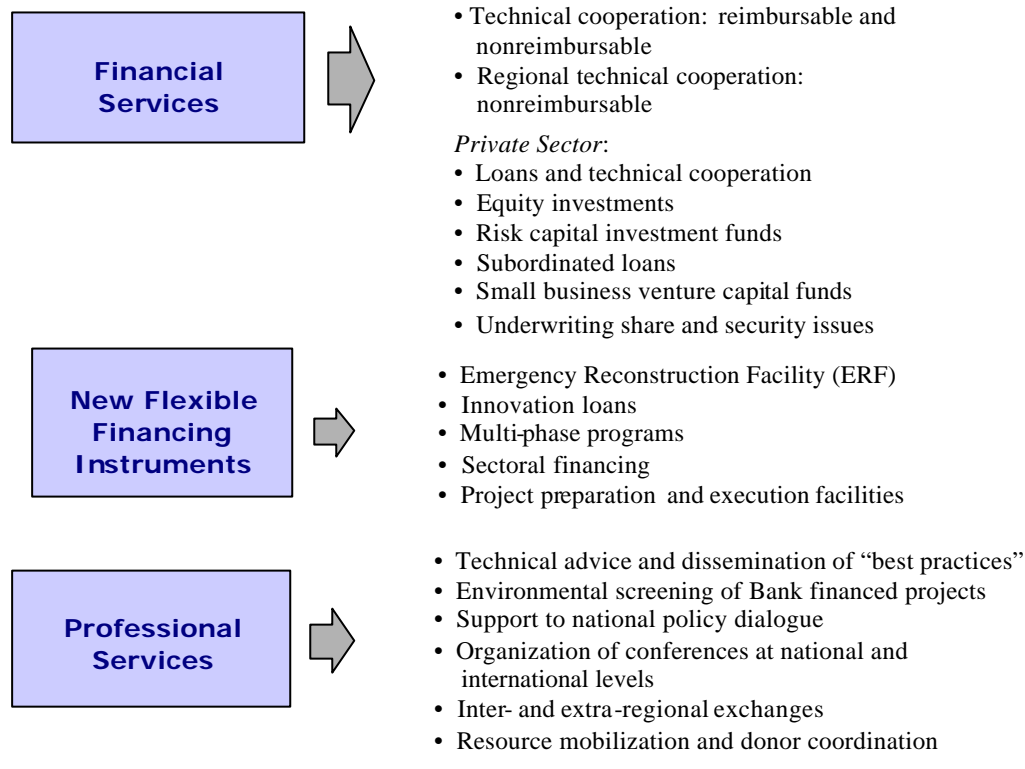 Financial
Services
• Technical cooperation: reimbursable and
nonreimbursable
• Regional technical cooperation:
nonreimbursable
Private Sector:
• Loans and technical cooperation
• Equity investments
• Risk capital investment funds
• Subordinated loans
• Small business venture capital funds
• Underwriting share and security issues
New Flexible
Financing
Instruments
• Emergency Reconstruction Facility (ERF)
• Innovation loans
• Multi-phase programs
• Sectoral financing
• Project preparation and execution facilities
Professional
Services
• Technical advice and dissemination of “best practices”
• Environmental screening of Bank financed projects
• Support to national policy dialogue
• Organization of conferences at national and
international levels
• Inter- and extra-regional exchanges
• Resource mobilization and donor coordination